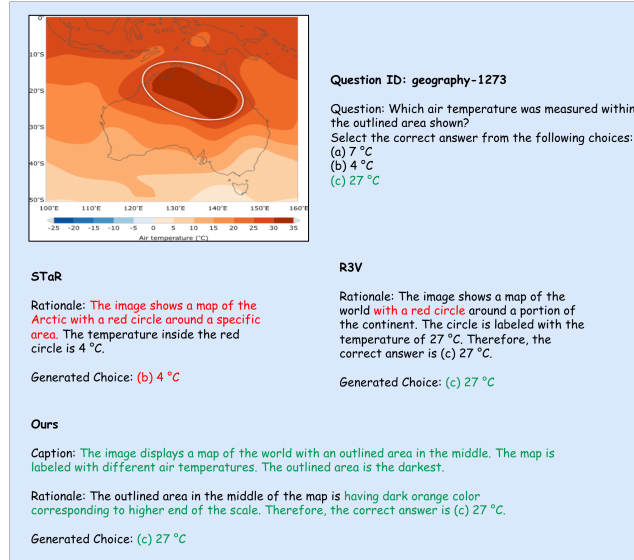 0°
10°S
20°S
30°S
40°S
50°S
100°E 110°E 120°E 130°E 140°E 150°E 160°E
-25 -20 -15 -10 -5 0 5 10 15 20 25 30 35
Air temperature (°C)
Question ID: geography-1273
Question: Which air temperature was measured within
the outlined area shown?
Select the correct answer from the following choices:
(a) 7 °C
(b) 4 °C
(c) 27 °C
STaR
Rationale: The image shows a map of the
Arctic with a red circle around a specific
area. The temperature inside the red
circle is 4 °C.
Generated Choice: (b) 4 °C
R3V
Rationale: The image shows a map of the
world with a red circle around a portion of
the continent. The circle is labeled with the
temperature of 27 °C. Therefore, the
correct answer is (c) 27 °C.
Generated Choice: (c) 27 °C
Ours
Caption: The image displays a map of the world with an outlined area in the middle. The map is
labeled with different air temperatures. The outlined area is the darkest.
Rationale: The outlined area in the middle of the map is having dark orange color
corresponding to higher end of the scale. Therefore, the correct answer is (c) 27 °C.
Generated Choice: (c) 27 °C